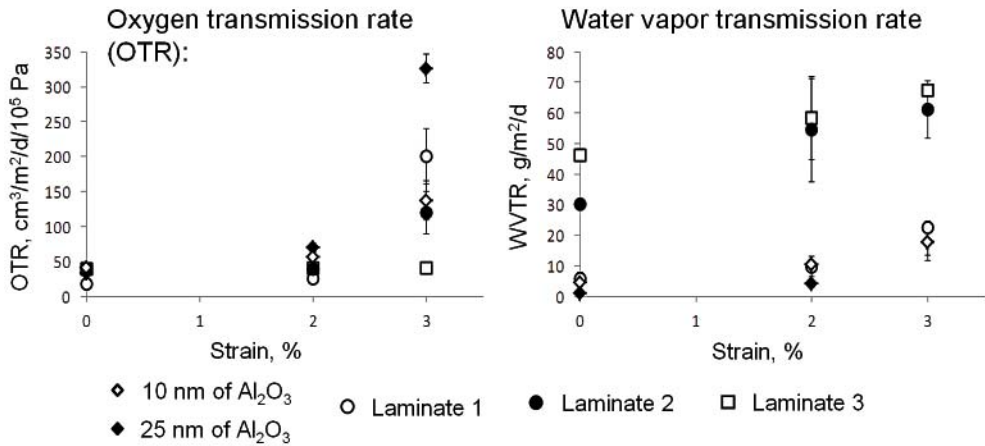 Oxygen transmission rate
(OTR):
OTR, cm³/m²/d/10⁵ Pa
350
300
250
200
150
100
50
0
0 1 2 3
Strain, %
Water vapor transmission rate
WVTR, g/m²/d
80
70
60
50
40
30
20
10
0
0 1 2 3
Strain, %
10 nm of Al₂O₃
25 nm of Al₂O₃
Laminate 1
Laminate 2
Laminate 3